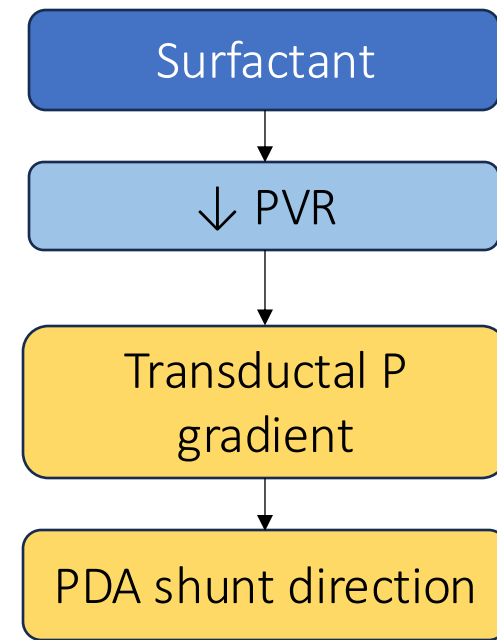 Surfactant
↓ PVR
Transductal P
gradient
PDA shunt direction